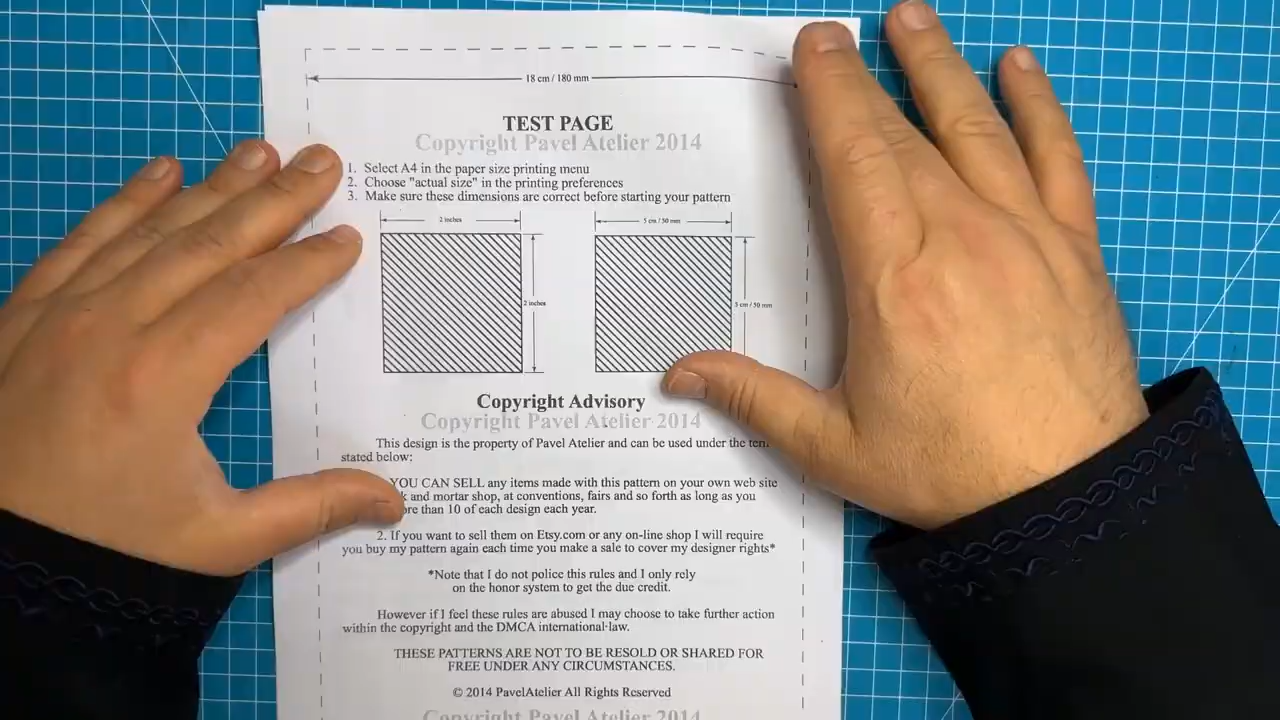 18 cm / 180 mm
TEST PAGE
Copyright Pavel Atelier 2014
1. Select A4 in the paper size printing menu
2. Choose "actual size" in the printing preferences
3. Make sure these dimensions are correct before starting your pattern
2 inches
5 cm / 50 mm
2 inches
5 cm / 50 mm
Copyright Advisory
Copyright Pavel Atelier 2014
This design is the property of Pavel Atelier and can be used under the
stated below:
YOU CAN SELL any items made with this pattern on your own web site
and mortar shop, at conventions, fairs and so forth as long as you
than 10 of each design each year.
2. If you want to sell them on Etsy.com or any on-line shop I will require
you buy my pattern again each time you make a sale to cover my designer rights*
*Note that I do not police this rules and I only rely
on the honor system to get the due credit.
However if I feel these rules are abused I may choose to take further action
within the copyright and the DMCA international law.
THESE PATTERNS ARE NOT TO BE RESOLD OR SHARED FOR
FREE UNDER ANY CIRCUMSTANCES.
© 2014 PavelAtelier All Rights Reserved
Copyright Pavel Atelier 2014